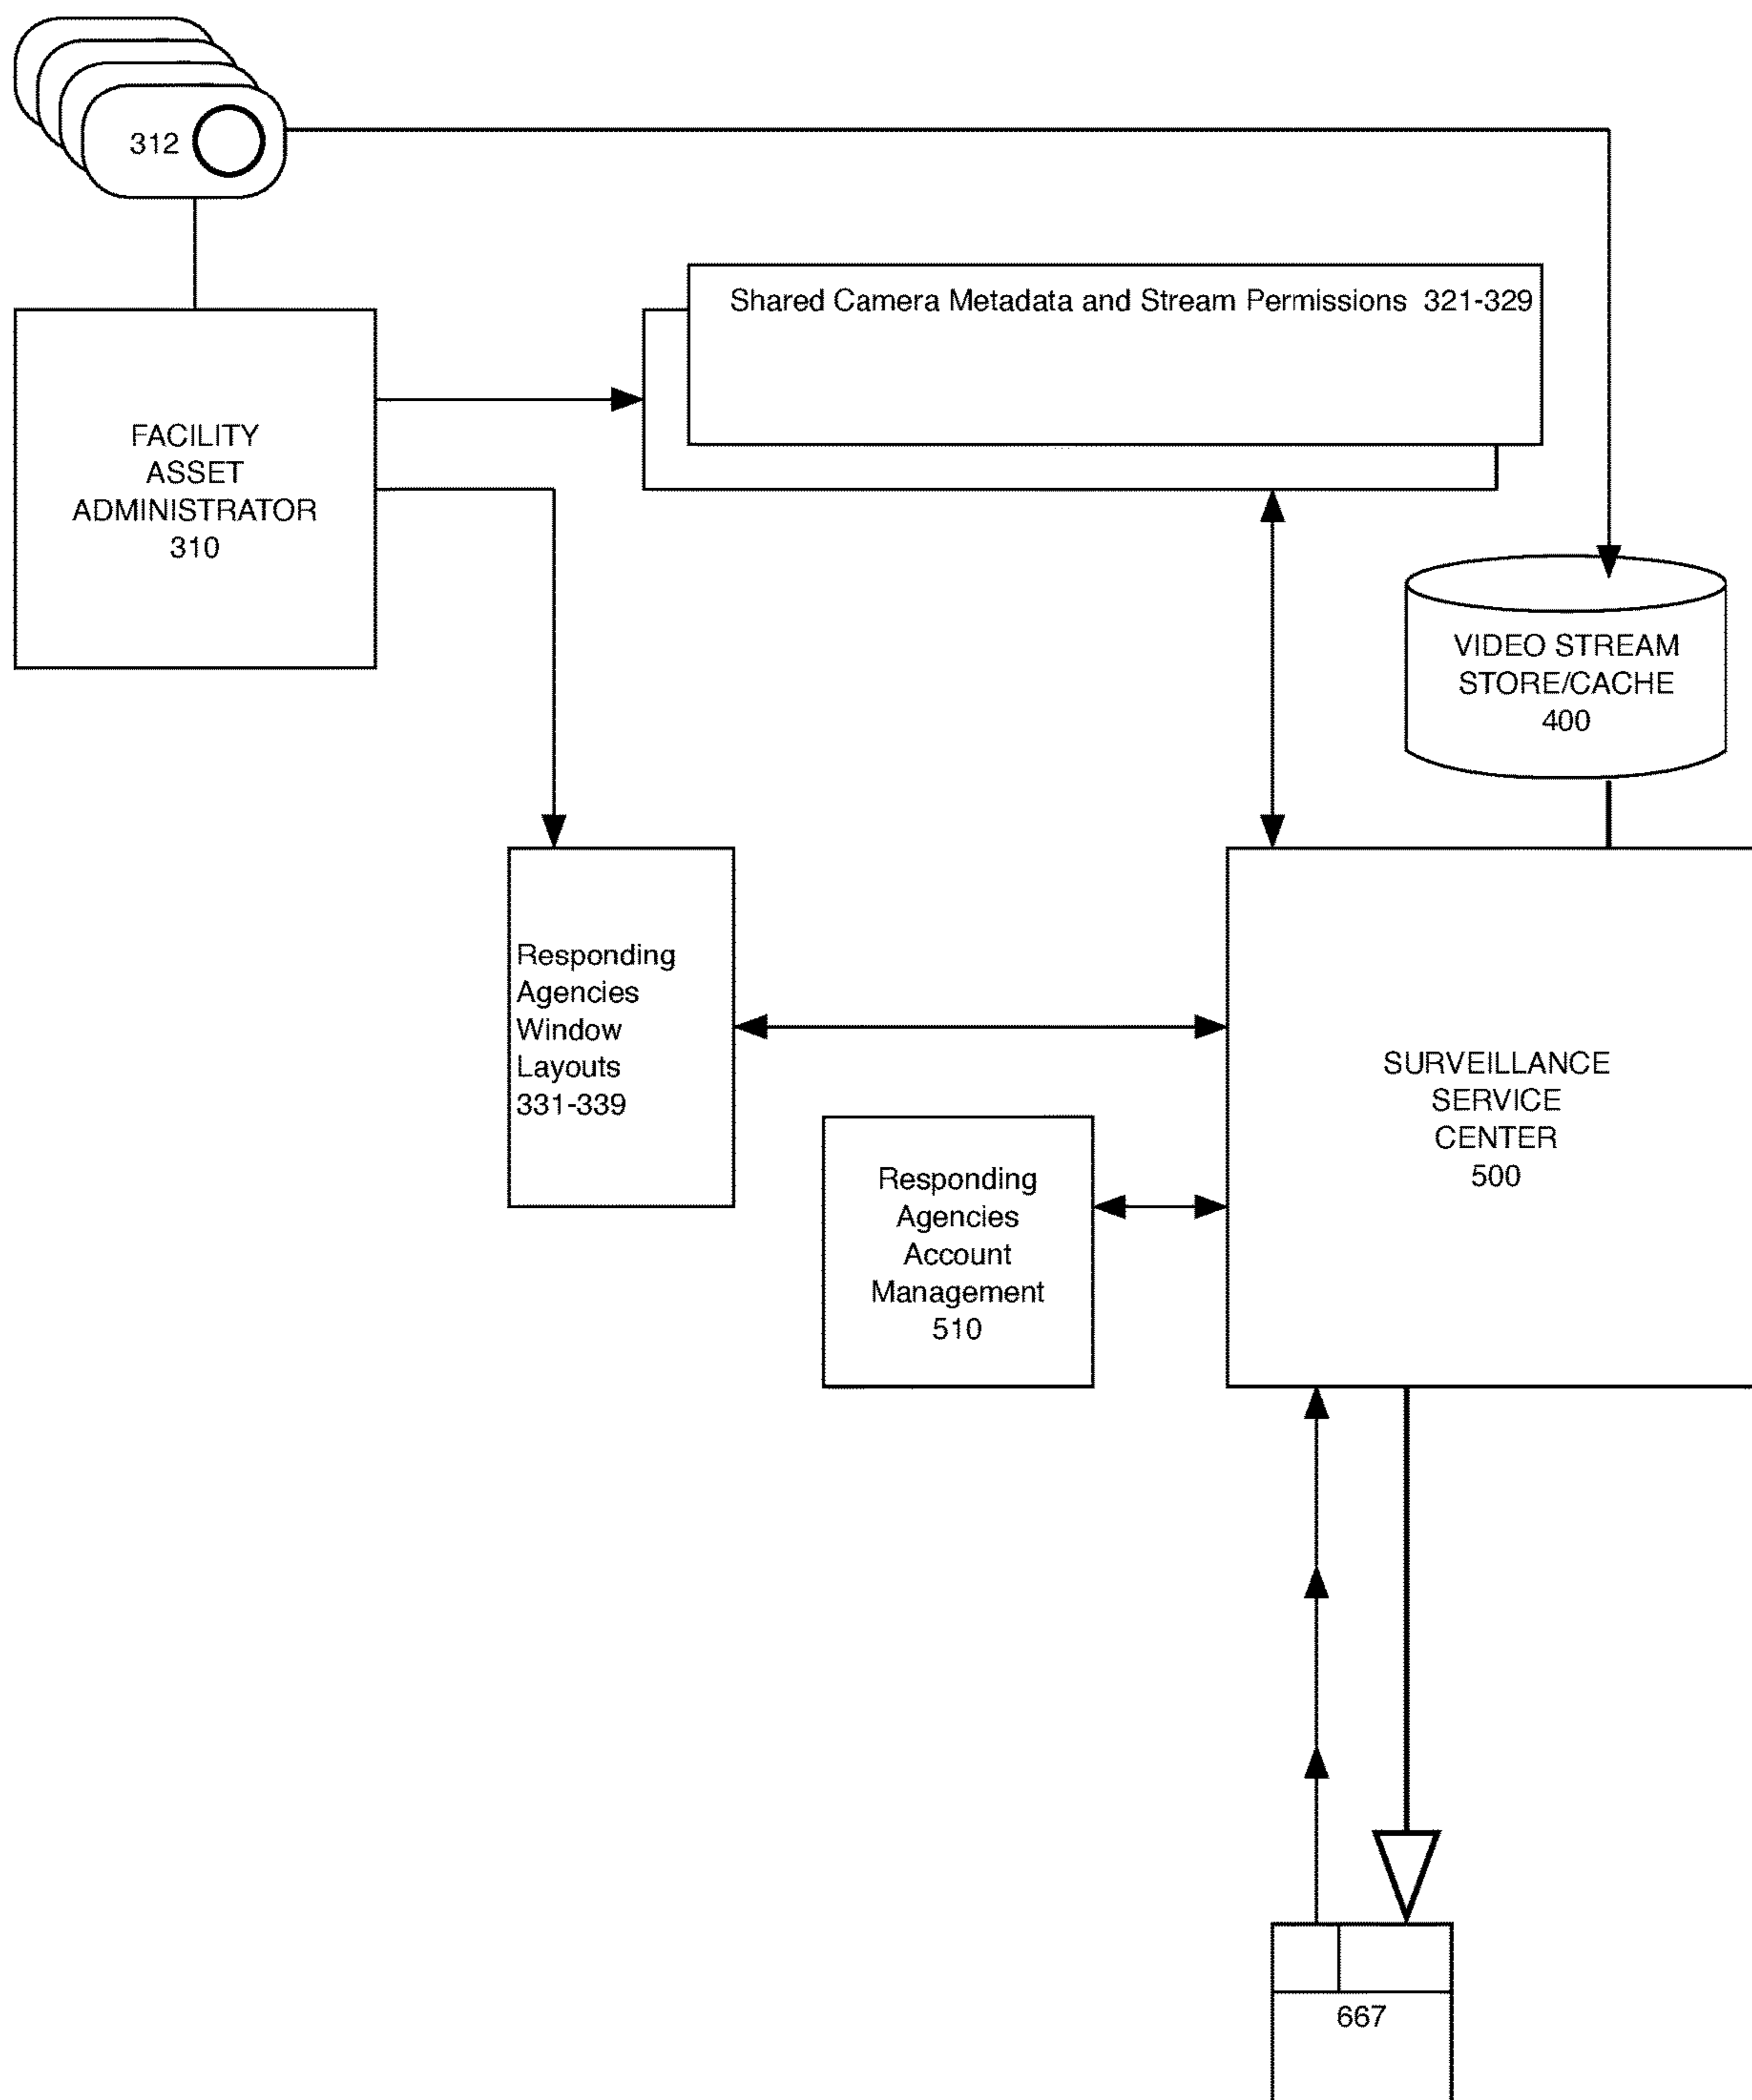 312
Shared Camera Metadata and Stream Permissions 321-329
FACILITY
ASSET
ADMINISTRATOR
310
VIDEO STREAM
STORE/CACHE
400
Responding
Agencies
Window
Layouts
331-339
SURVEILLANCE
SERVICE
CENTER
500
Responding
Agencies
Account
Management
510
667